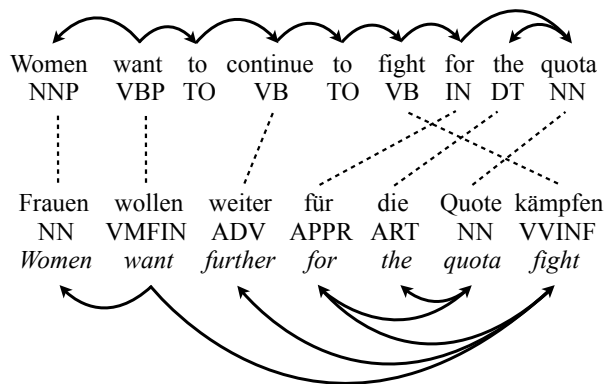 Women want to continue to fight for the quota
NNP VBP TO VB TO VB IN DT NN
Frauen wollen weiter für die Quote kämpfen
NN VMFIN ADV APPR ART NN VVINF
Women want further for the quota fight